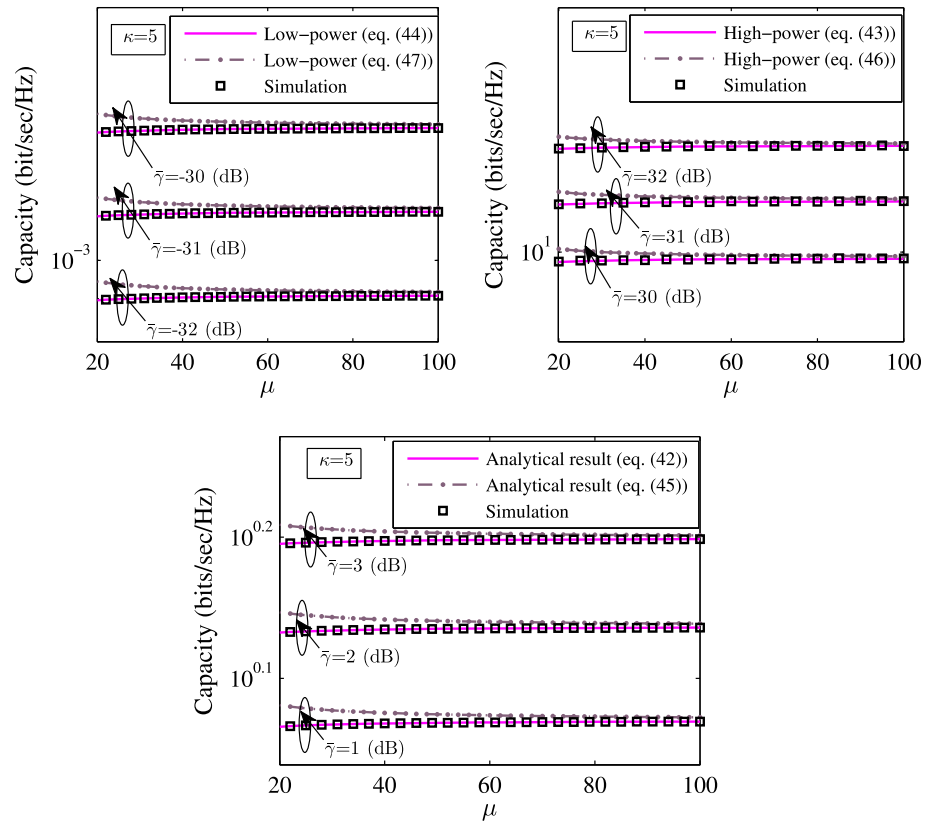 κ=5
Low−power (eq. (44))
Low−power (eq. (47))
Simulation
Capacity (bit/sec/Hz)
γ̄=-30 (dB)
γ̄=-31 (dB)
10⁻³
γ̄=-32 (dB)
20 40 60 80 100
μ
κ=5
High−power (eq. (43))
High−power (eq. (46))
Simulation
Capacity (bits/sec/Hz)
γ̄=32 (dB)
γ̄=31 (dB)
10¹
γ̄=30 (dB)
20 40 60 80 100
μ
κ=5
Analytical result (eq. (42))
Analytical result (eq. (45))
Simulation
Capacity (bits/sec/Hz)
10^0.2
γ̄=3 (dB)
γ̄=2 (dB)
10^0.1
γ̄=1 (dB)
20 40 60 80 100
μ